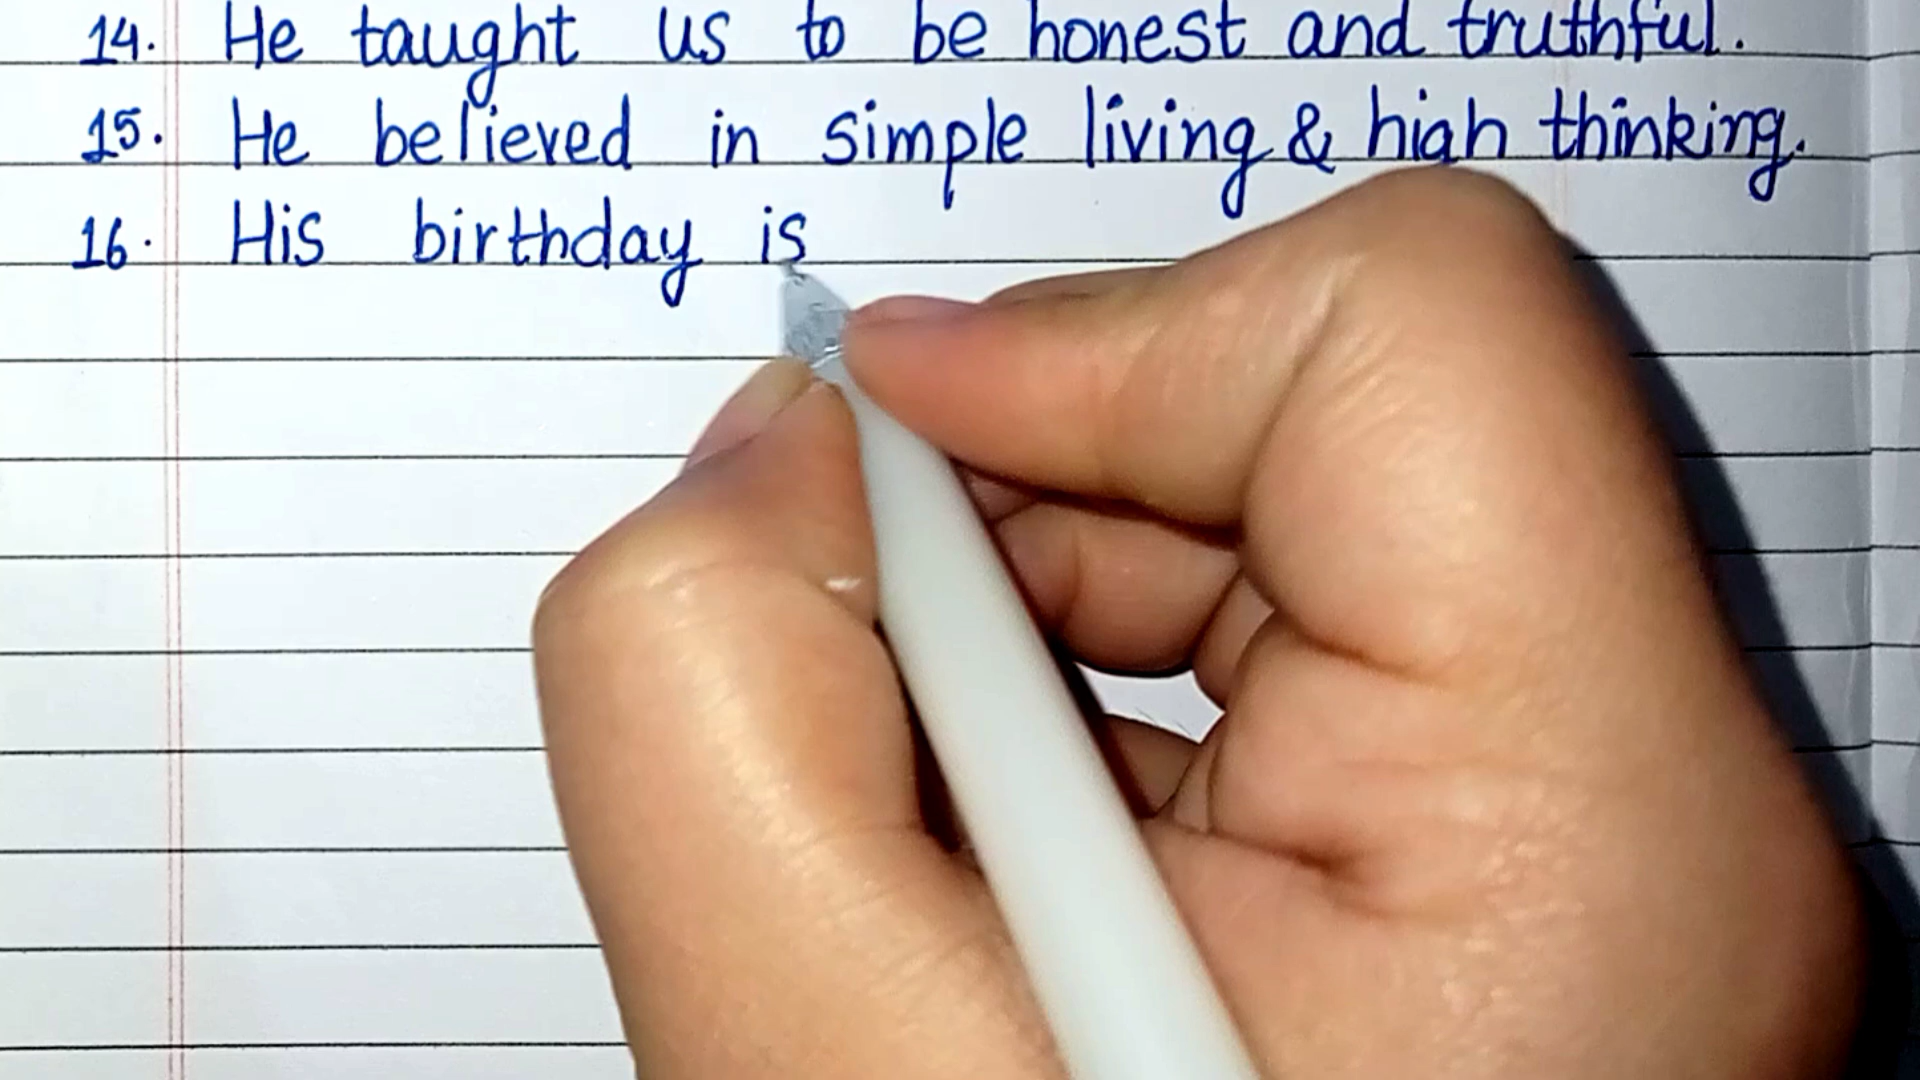 14. He taught us to be honest and truthful.
15. He believed in simple living & high thinking.
16. His birthday is